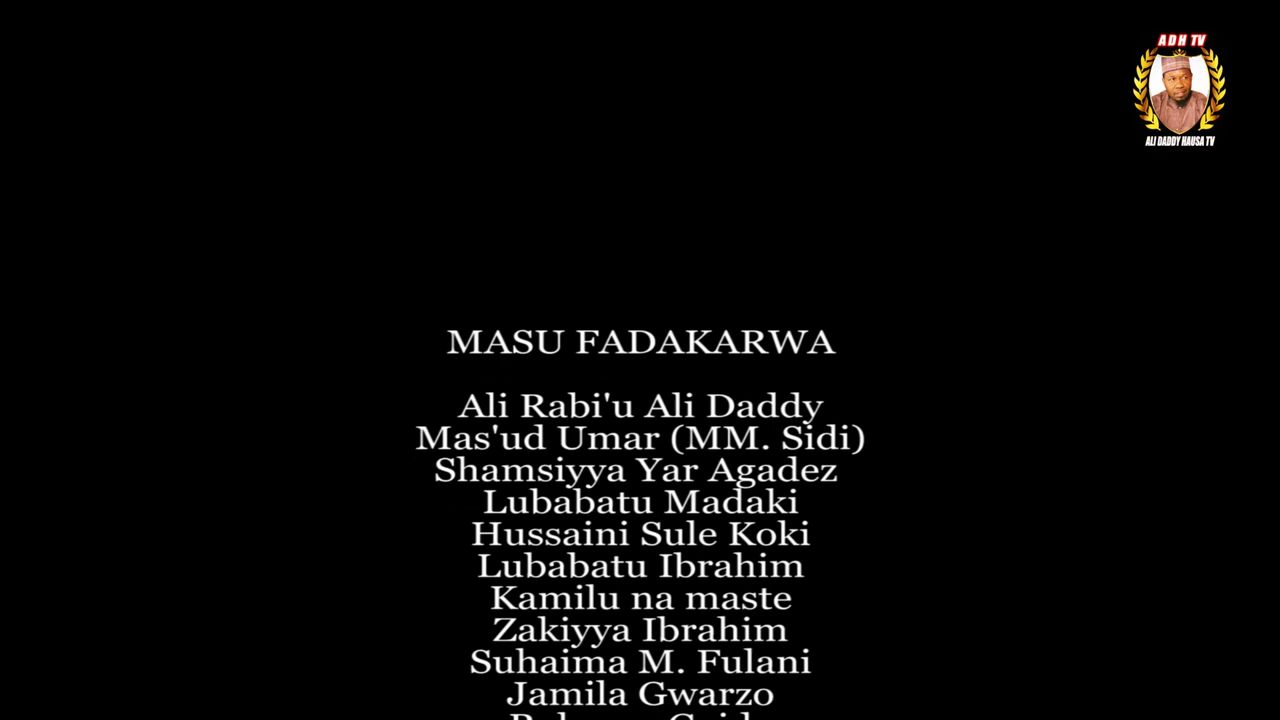 ADH TV
ALI DADDY HAUSA TV
MASU FADAKARWA
Ali Rabi'u Ali Daddy
Mas'ud Umar (MM. Sidi)
Shamsiyya Yar Agadez
Lubabatu Madaki
Hussaini Sule Koki
Lubabatu Ibrahim
Kamilu na maste
Zakiyya Ibrahim
Suhaima M. Fulani
Jamila Gwarzo